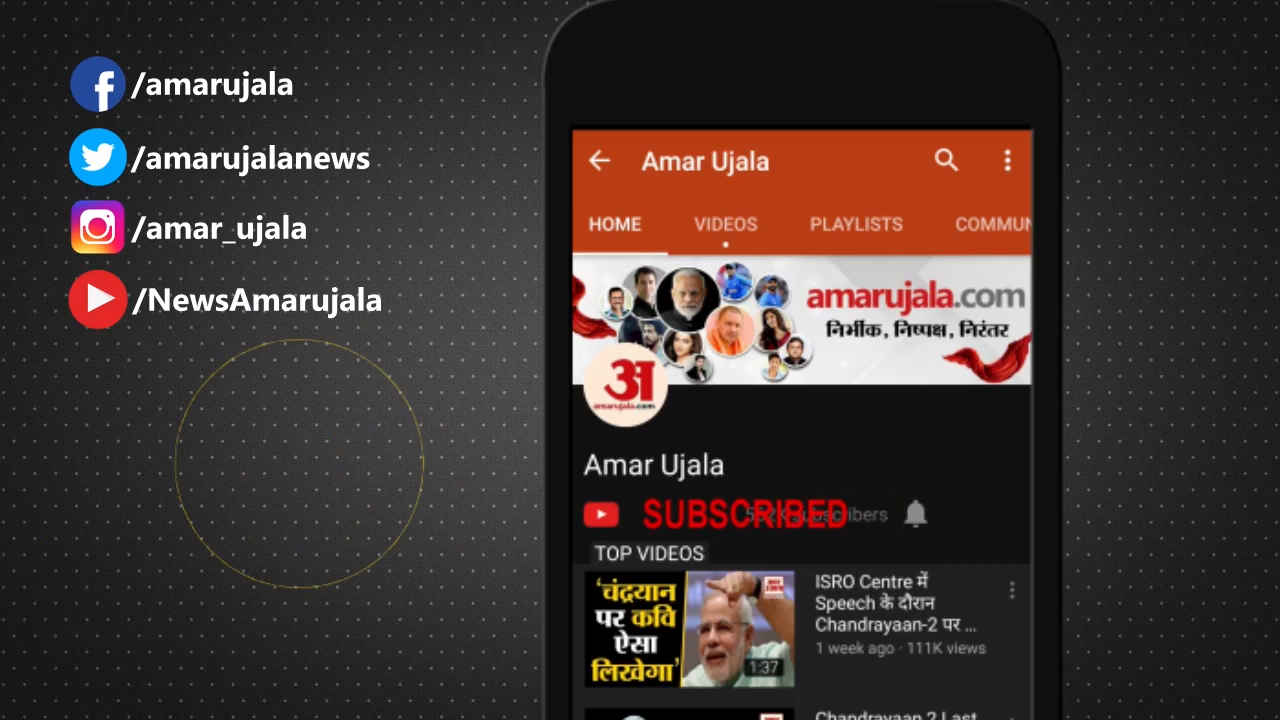 /amarujala
/amarujalanews
/amar_ujala
/NewsAmarujala
Amar Ujala
HOME VIDEOS PLAYLISTS COMMUN
amarujala.com
निर्भीक, निष्पक्ष, निरंतर
अ
amarujala.com
Amar Ujala
SUBSCRIBED
TOP VIDEOS
‘चंद्रयान
पर कवि
ऐसा
लिखेगा’
1:37
ISRO Centre में
Speech के दौरान
Chandrayaan-2 पर ...
1 week ago · 111K views
Chandrayaan 2 Last